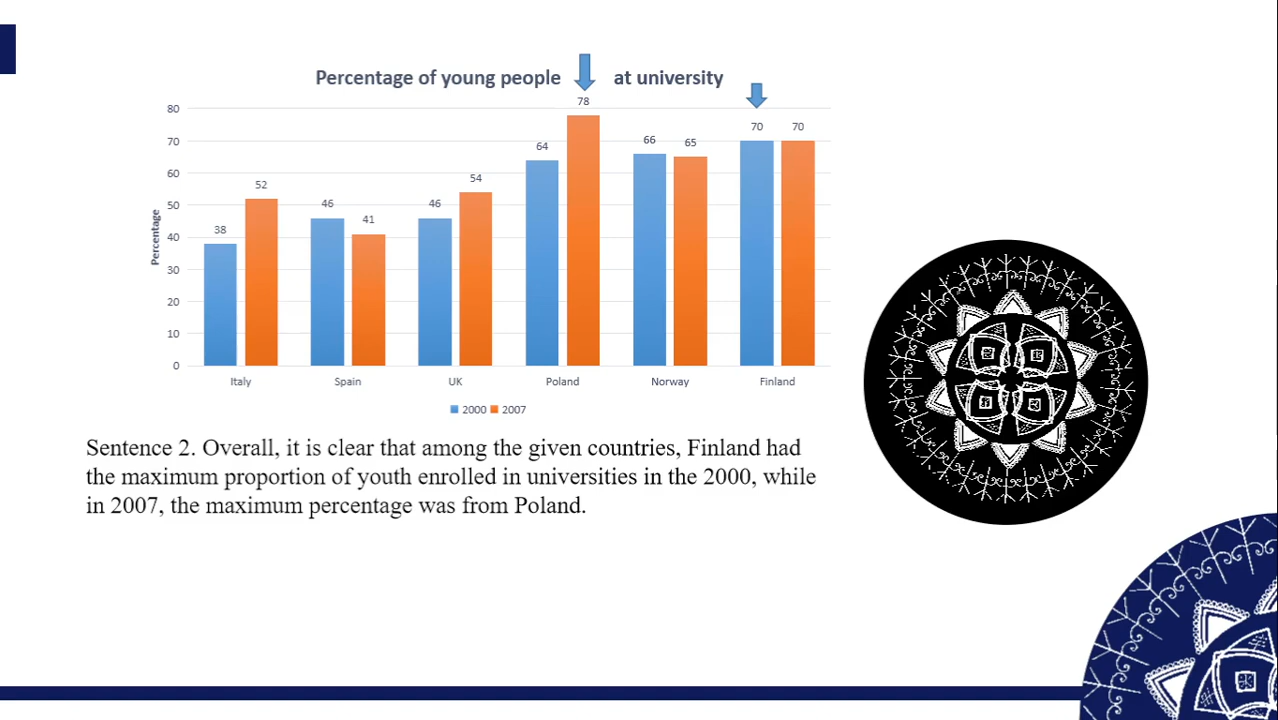 Percentage of young people at university
78
80
70
60
50
40
30
20
10
0
Percentage
38
52
46
41
46
54
64
66
65
70
70
Italy
Spain
UK
Poland
Norway
Finland
2000
2007
Sentence 2. Overall, it is clear that among the given countries, Finland had
the maximum proportion of youth enrolled in universities in the 2000, while
in 2007, the maximum percentage was from Poland.